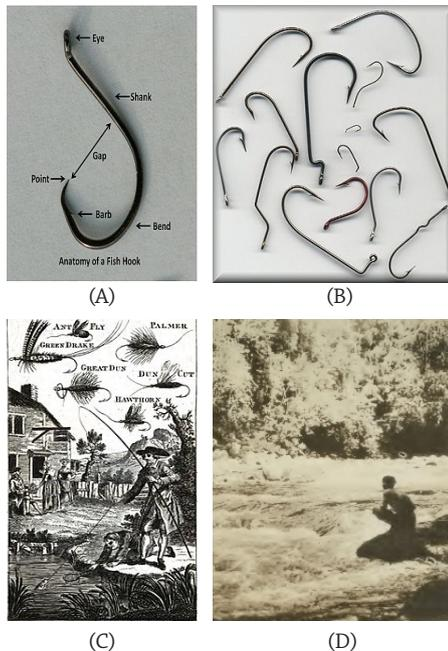 Eye
Shank
Gap
Point
Barb
Bend
Anatomy of a Fish Hook
(A)
(B)
ANT FLY
PALMER
GREEN DRAKE
GREAT DUN
DUN CUT
HAWTHORN
(C)
(D)